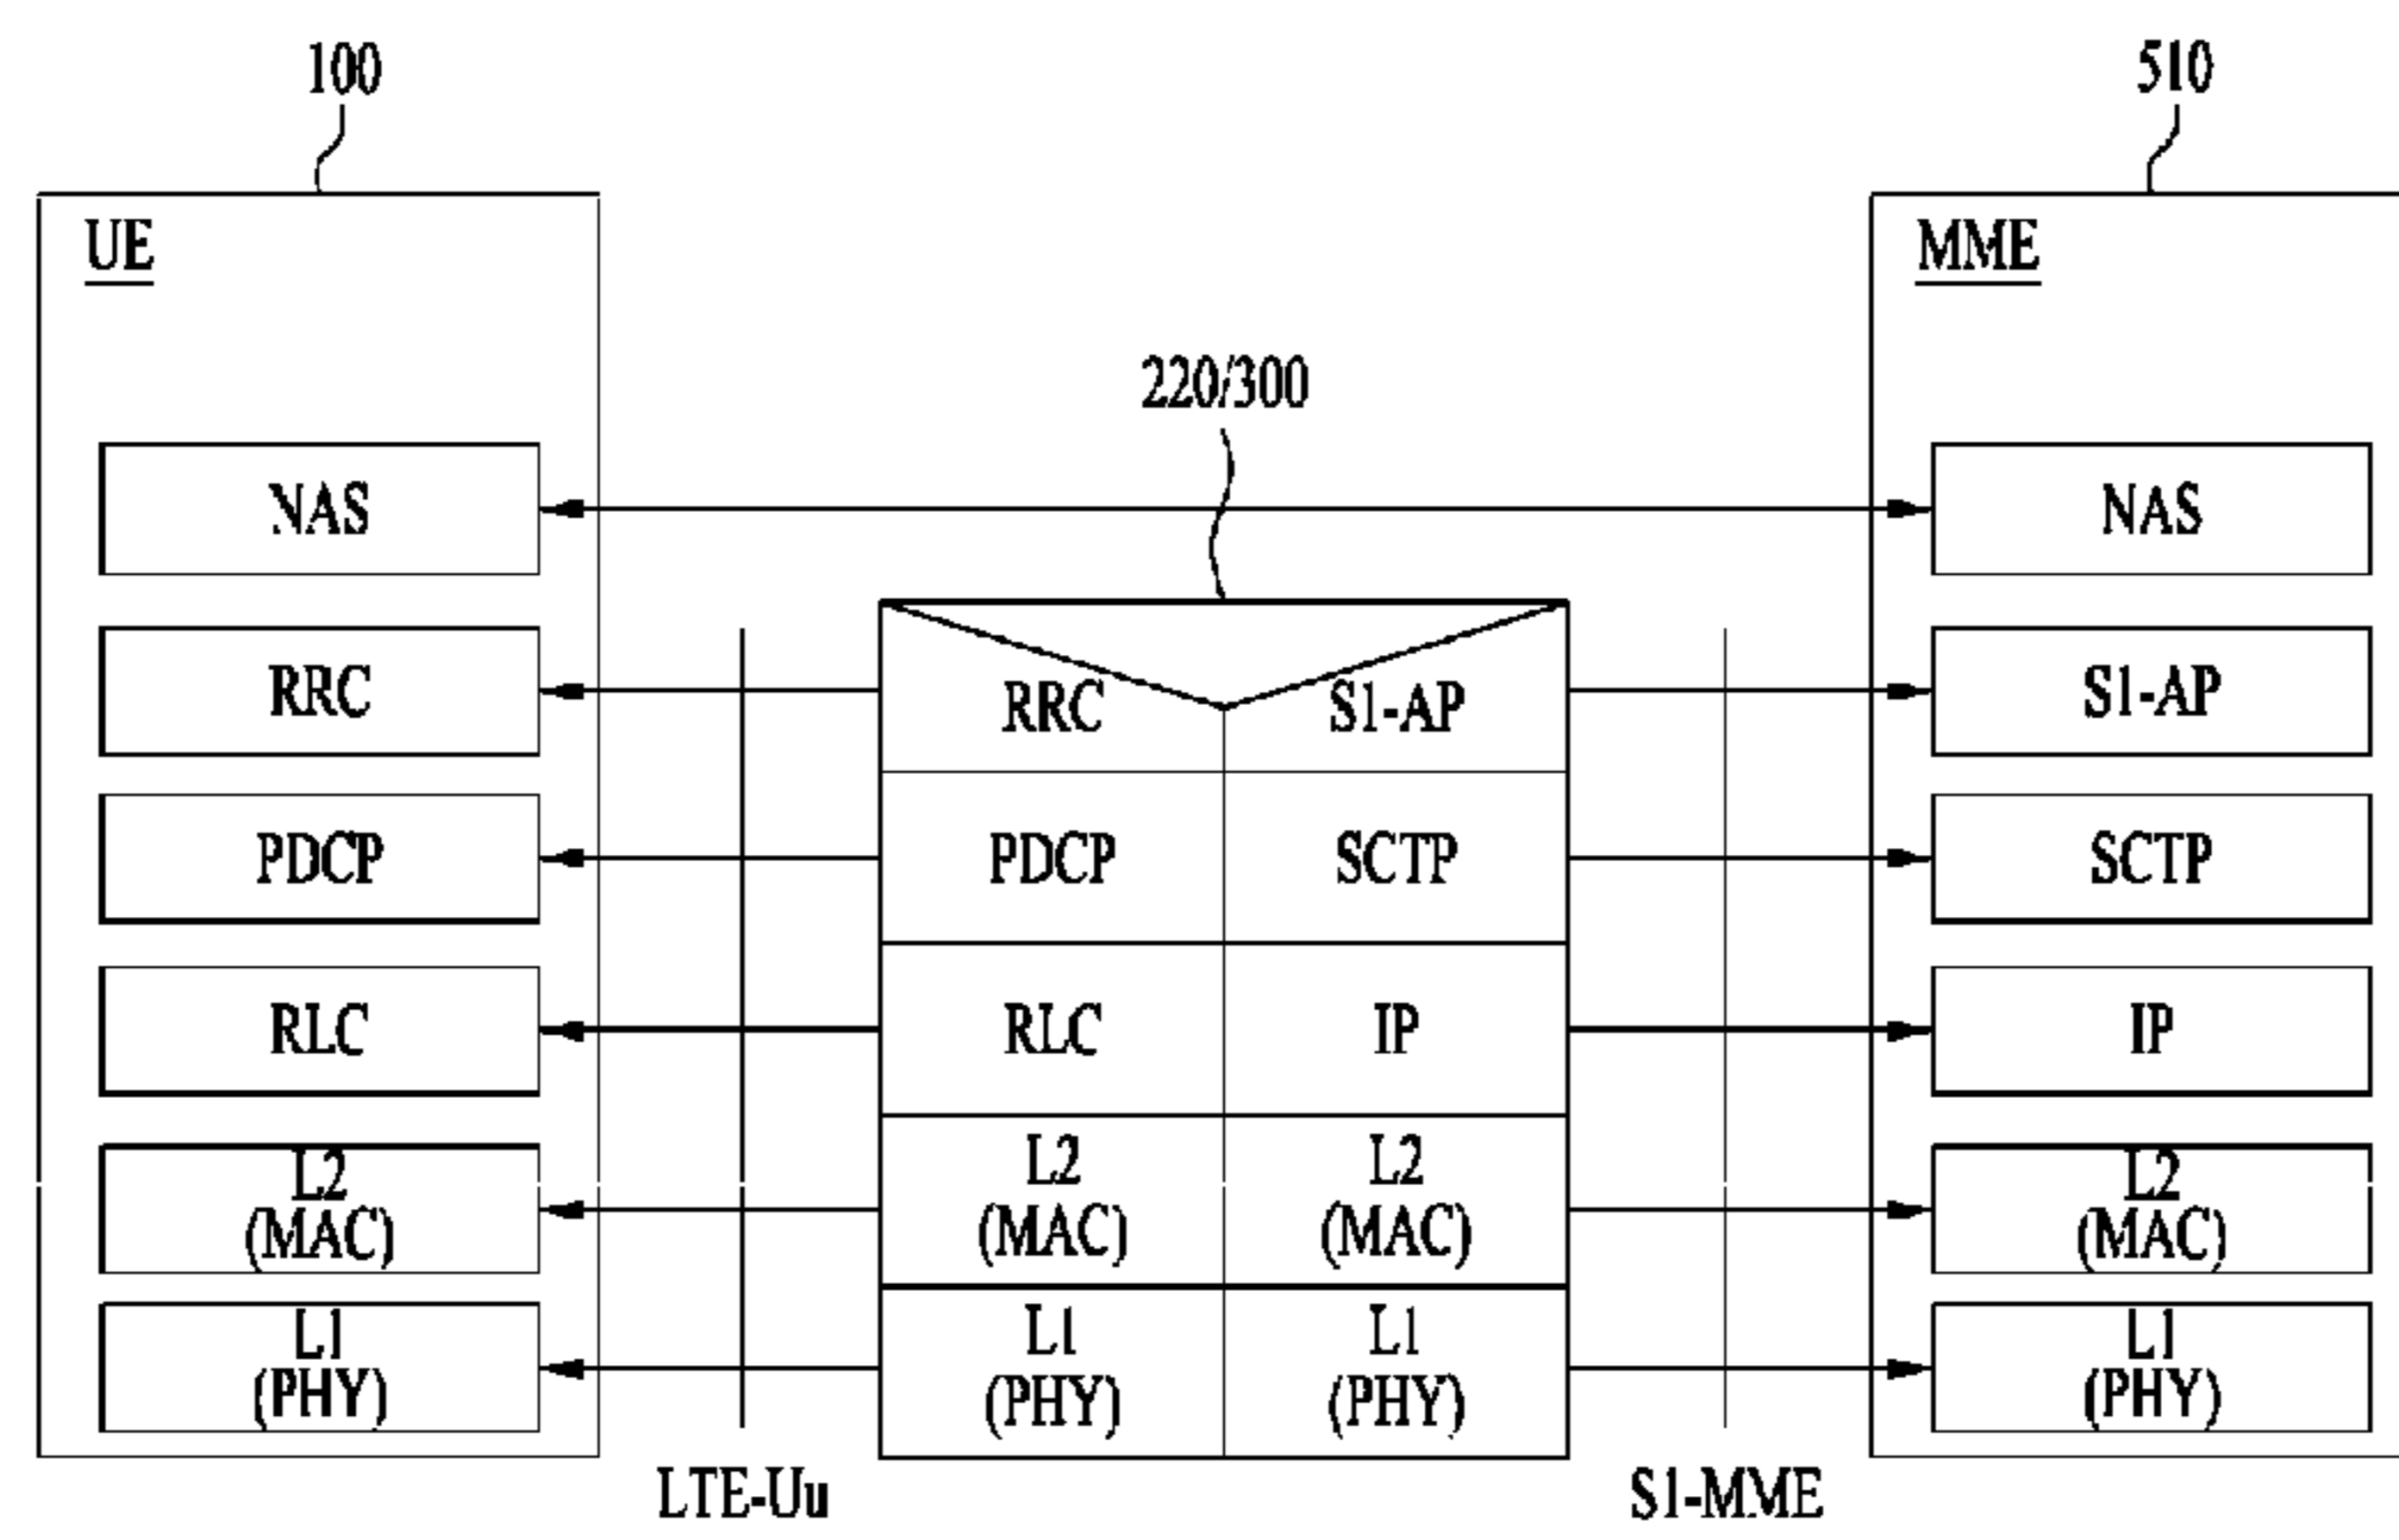 100
510
UE
MME
220/300
NAS
NAS
RRC
RRC
S1-AP
S1-AP
PDCP
PDCP
SCTP
SCTP
RLC
RLC
IP
IP
L2
(MAC)
L2
(MAC)
L2
(MAC)
L2
(MAC)
L1
(PHY)
L1
(PHY)
L1
(PHY)
L1
(PHY)
LTE-Uu
S1-MME